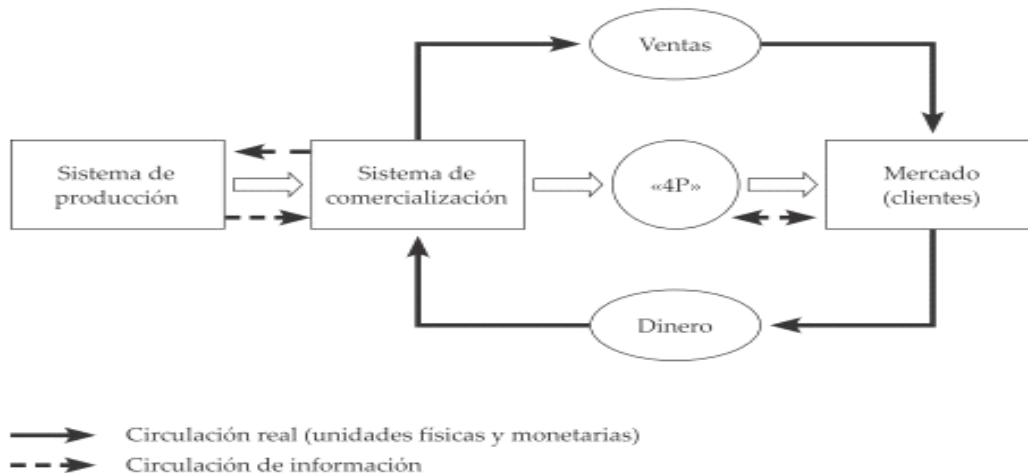 Ventas
Sistema de
producción
Sistema de
comercialización
«4P»
Mercado
(clientes)
Dinero
Circulación real (unidades físicas y monetarias)
Circulación de información